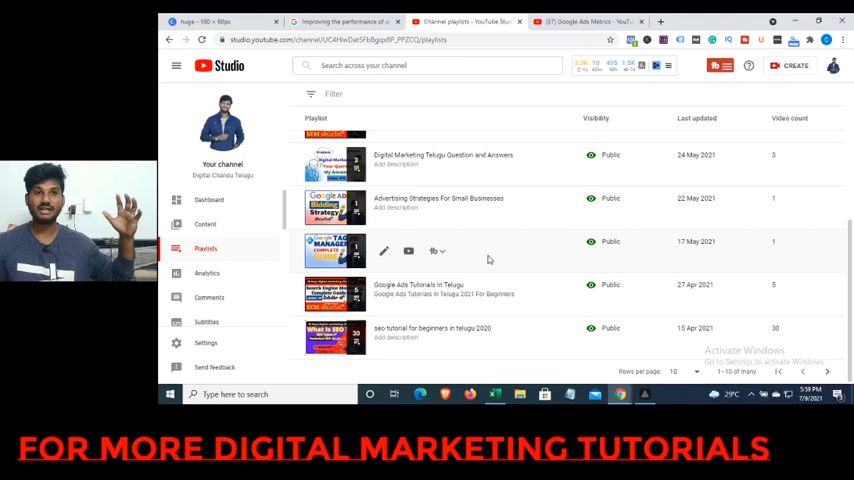 huge - 180 × 60px
Improving the performance of a
Channel playlists - YouTube Stu
(37) Google Ads Metrics - YouTub
studio.youtube.com/channel/UC4HlwDat5FbBgqx8P_PPZCQ/playlists
Studio
Search across your channel
CREATE
Filter
Playlist
Visibility
Last updated
Video count
Digital Marketing Telugu Question and Answers
Add description
Public
24 May 2021
3
Advertising Strategies For Small Businesses
Add description
Public
22 May 2021
1
Public
17 May 2021
1
Google Ads Tutorials In Telugu
Google Ads Tutorials In Telugu 2021 For Beginners
Public
27 Apr 2021
5
seo tutorial for beginners in telugu 2020
Add description
Public
15 Apr 2021
30
Your channel
Digital Chandu Telugu
Dashboard
Content
Playlists
Analytics
Comments
Subtitles
Settings
Send feedback
Activate Windows
Go to Settings to activate Windows.
Rows per page: 10
1–10 of many
Type here to search
29°C
5:59 PM
7/9/2021
FOR MORE DIGITAL MARKETING TUTORIALS